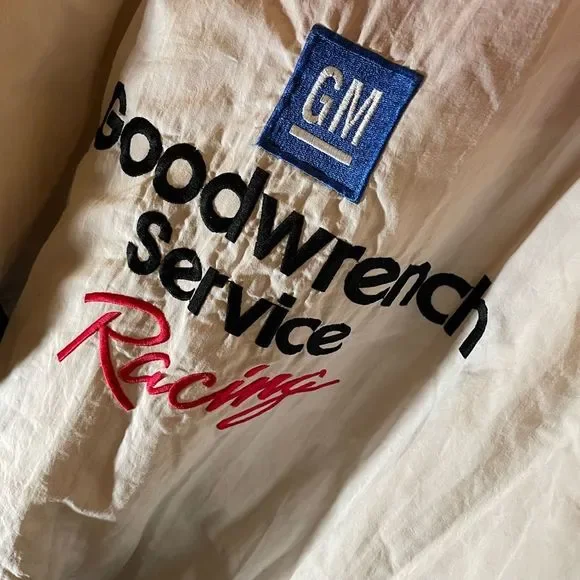 GM
Goodwrench
Service
Racing